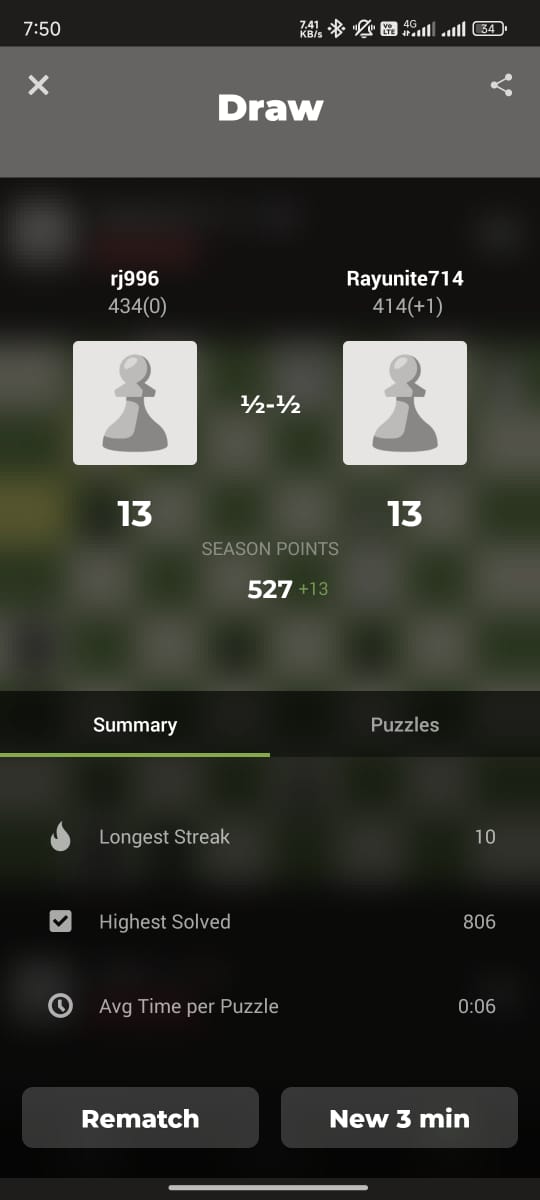 7:50
7.41
KB/s
Vo
LTE
4G
34
Draw
rj996
434(0)
Rayunite714
414(+1)
½-½
13
13
SEASON POINTS
527 +13
Summary
Puzzles
Longest Streak
10
Highest Solved
806
Avg Time per Puzzle
0:06
Rematch
New 3 min